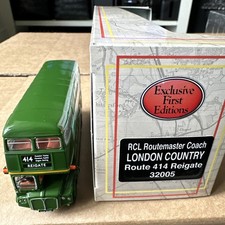 414
REIGATE
Exclusive
First
Editions
RCL Routemaster Coach
LONDON COUNTRY
Route 414 Reigate
32005